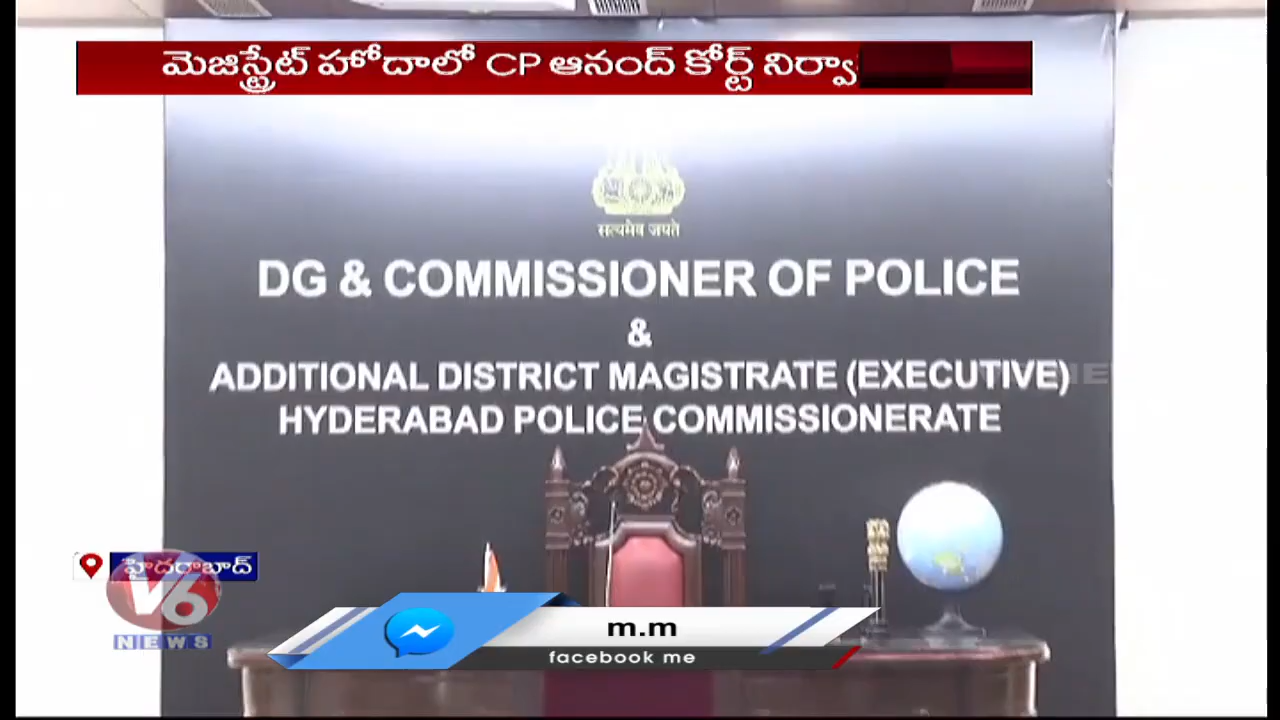 మెజిస్ట్రేట్ హోదాలో CP ఆనంద్ కోర్ట్ నిర్వా
सत्यमेव जयते
DG & COMMISSIONER OF POLICE
&
ADDITIONAL DISTRICT MAGISTRATE (EXECUTIVE)
HYDERABAD POLICE COMMISSIONERATE
హైదరాబాద్
V6
NEWS
m.m
facebook me